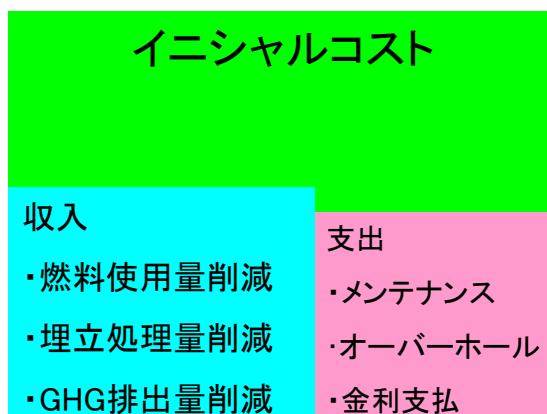 イニシャルコスト
収入
・燃料使用量削減
・埋立処理量削減
・GHG排出量削減
支出
・メンテナンス
・オーバーホール
・金利支払